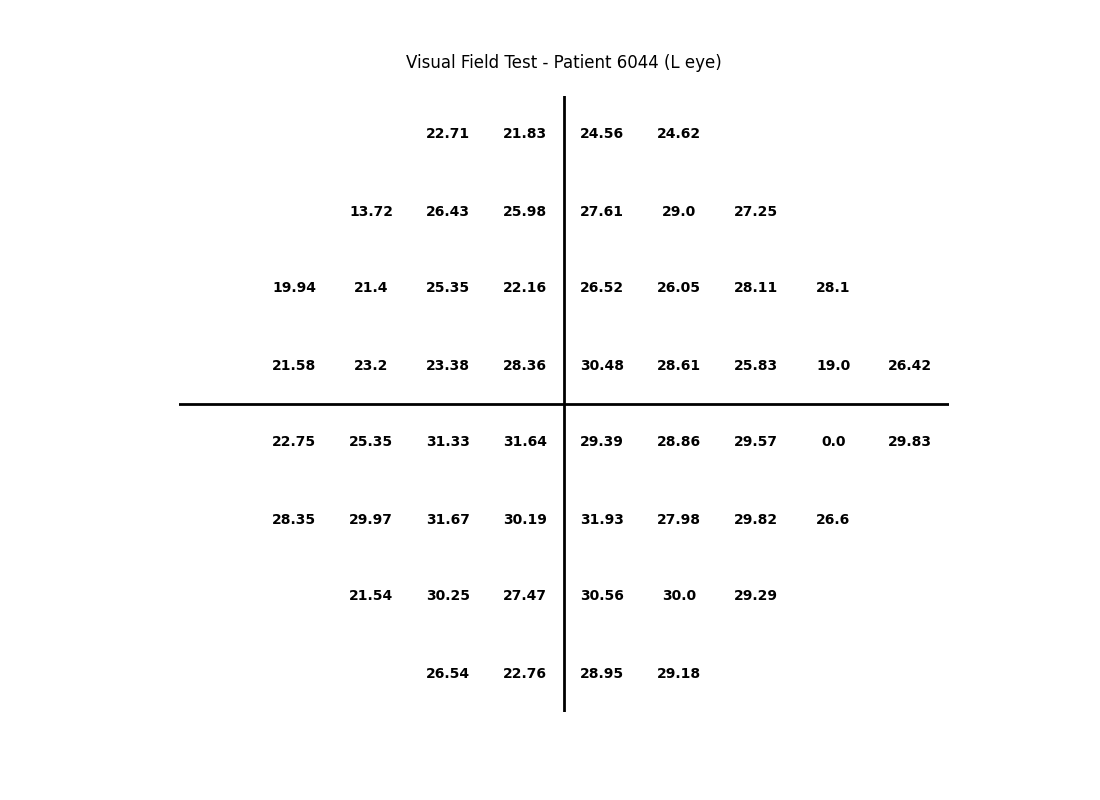 Visual Field Test - Patient 6044 (L eye)
22.71 21.83 24.56 24.62
13.72 26.43 25.98 27.61 29.0 27.25
19.94 21.4 25.35 22.16 26.52 26.05 28.11 28.1
21.58 23.2 23.38 28.36 30.48 28.61 25.83 19.0 26.42
22.75 25.35 31.33 31.64 29.39 28.86 29.57 0.0 29.83
28.35 29.97 31.67 30.19 31.93 27.98 29.82 26.6
21.54 30.25 27.47 30.56 30.0 29.29
26.54 22.76 28.95 29.18